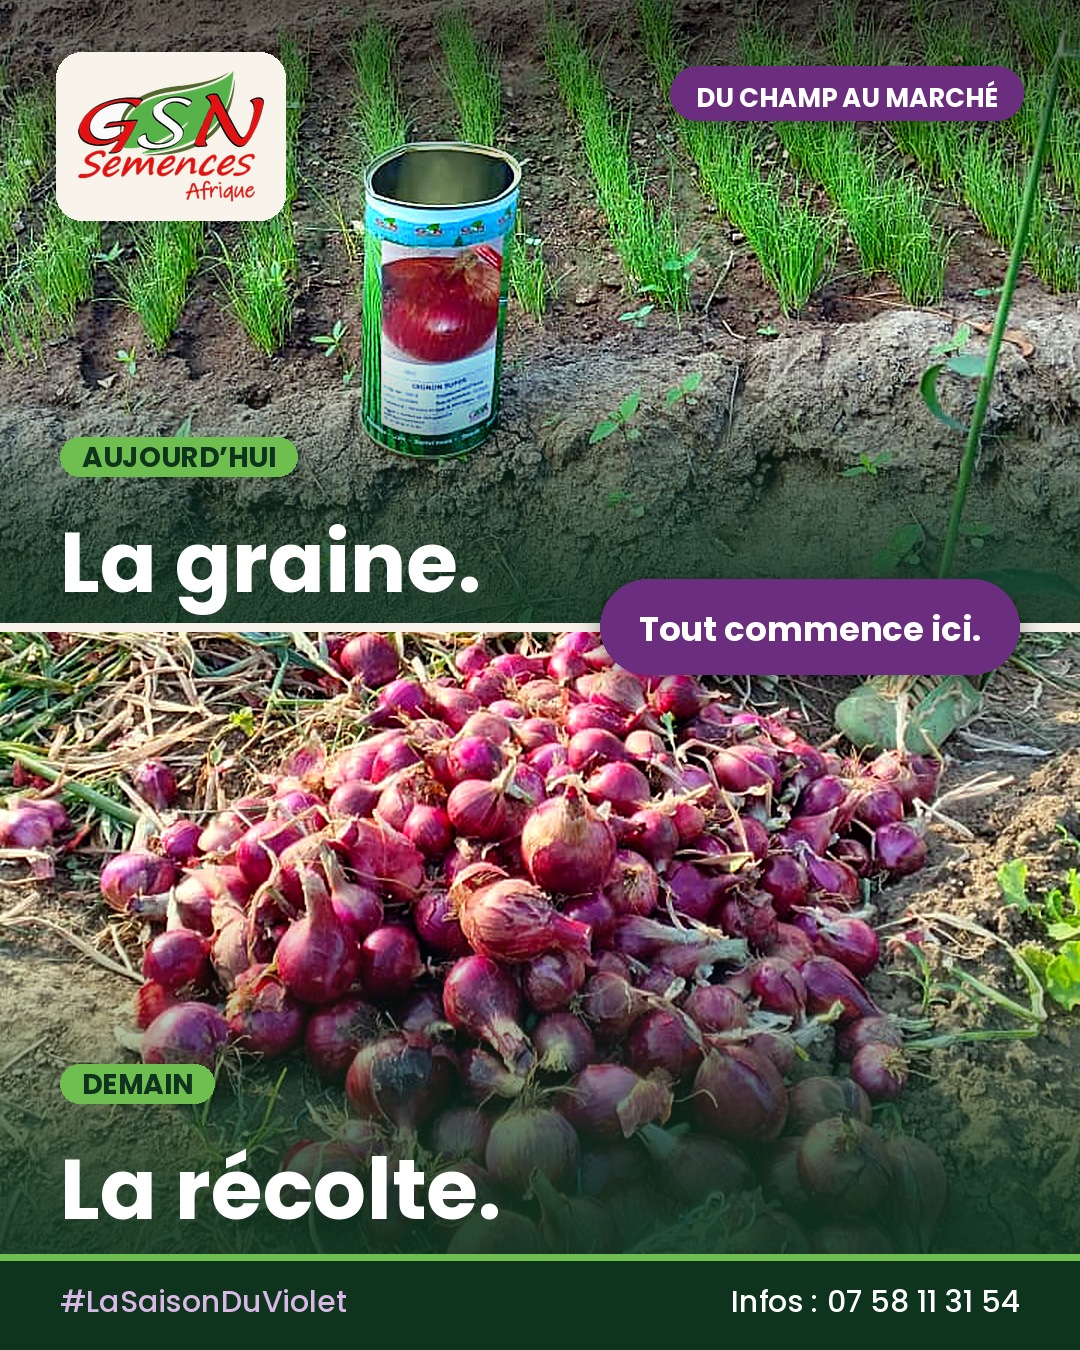 GSN
Semences
Afrique
DU CHAMP AU MARCHÉ
AUJOURD’HUI
La graine.
Tout commence ici.
DEMAIN
La récolte.
#LaSaisonDuViolet
Infos : 07 58 11 31 54